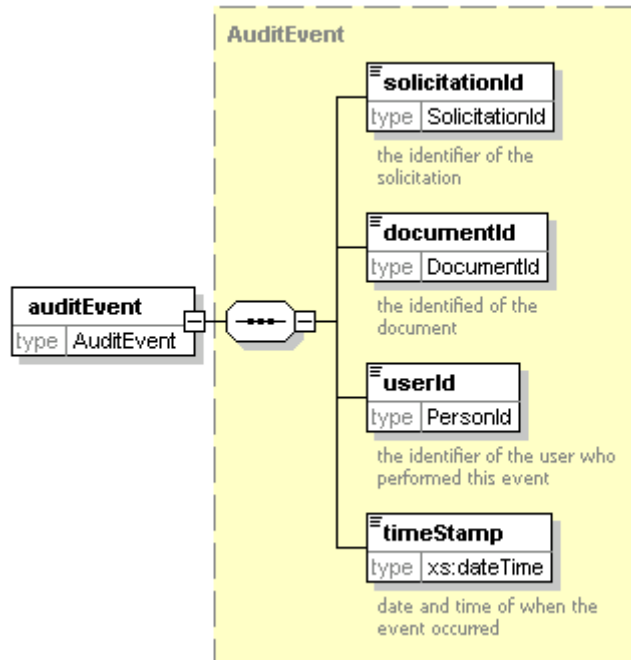 AuditEvent
solicitationId
type SolicitationId
the identifier of the
solicitation
documentId
type DocumentId
the identified of the
document
auditEvent
type AuditEvent
userId
type PersonId
the identifier of the user who
performed this event
timeStamp
type xs:dateTime
date and time of when the
event occurred